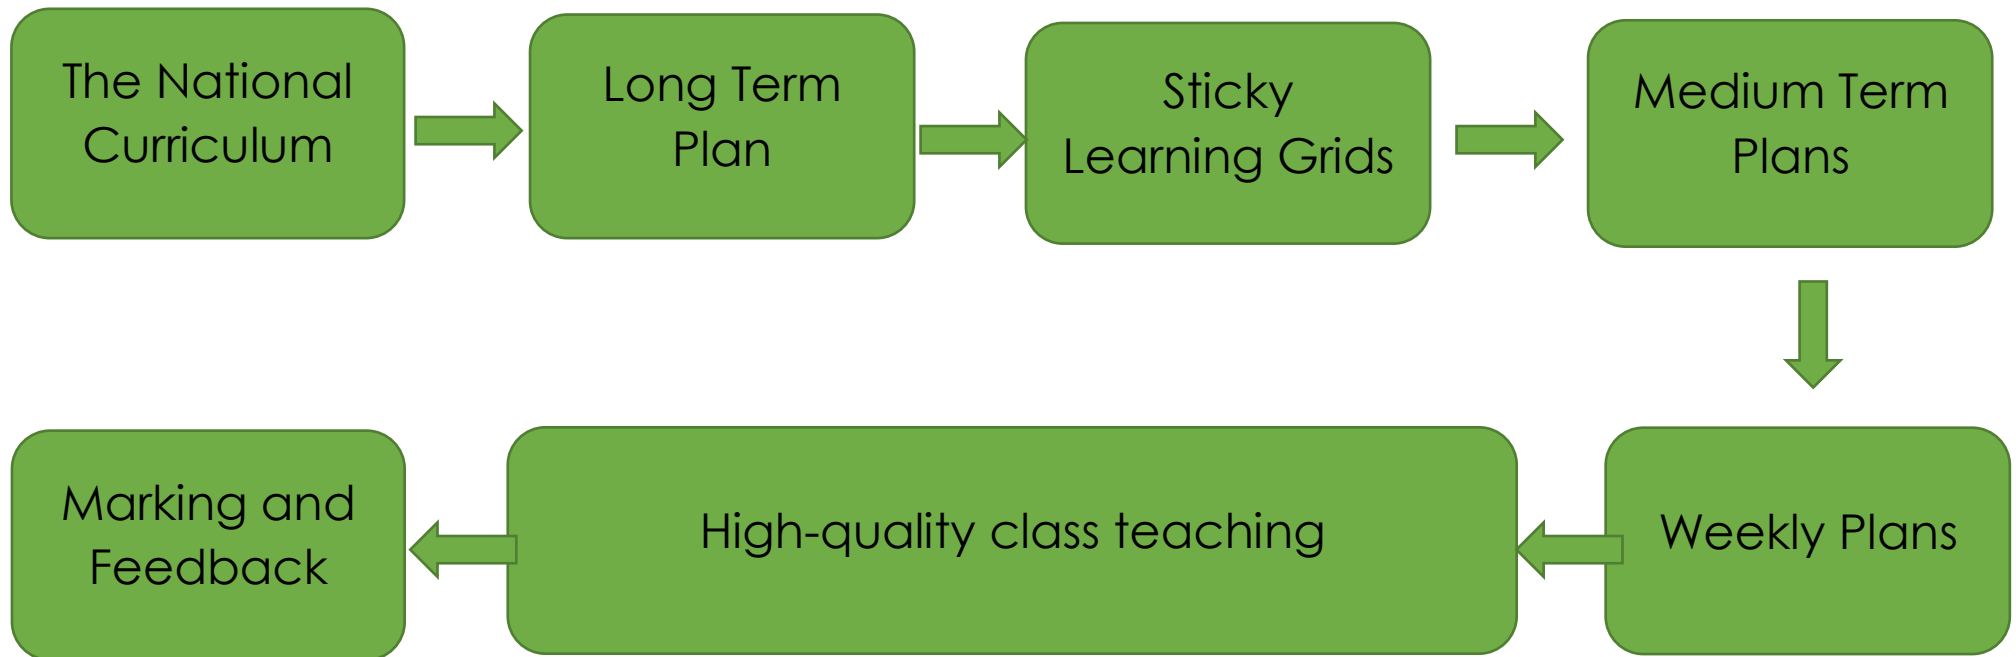 The National
Curriculum
Long Term
Plan
Sticky
Learning Grids
Medium Term
Plans
Weekly Plans
High-quality class teaching
Marking and
Feedback